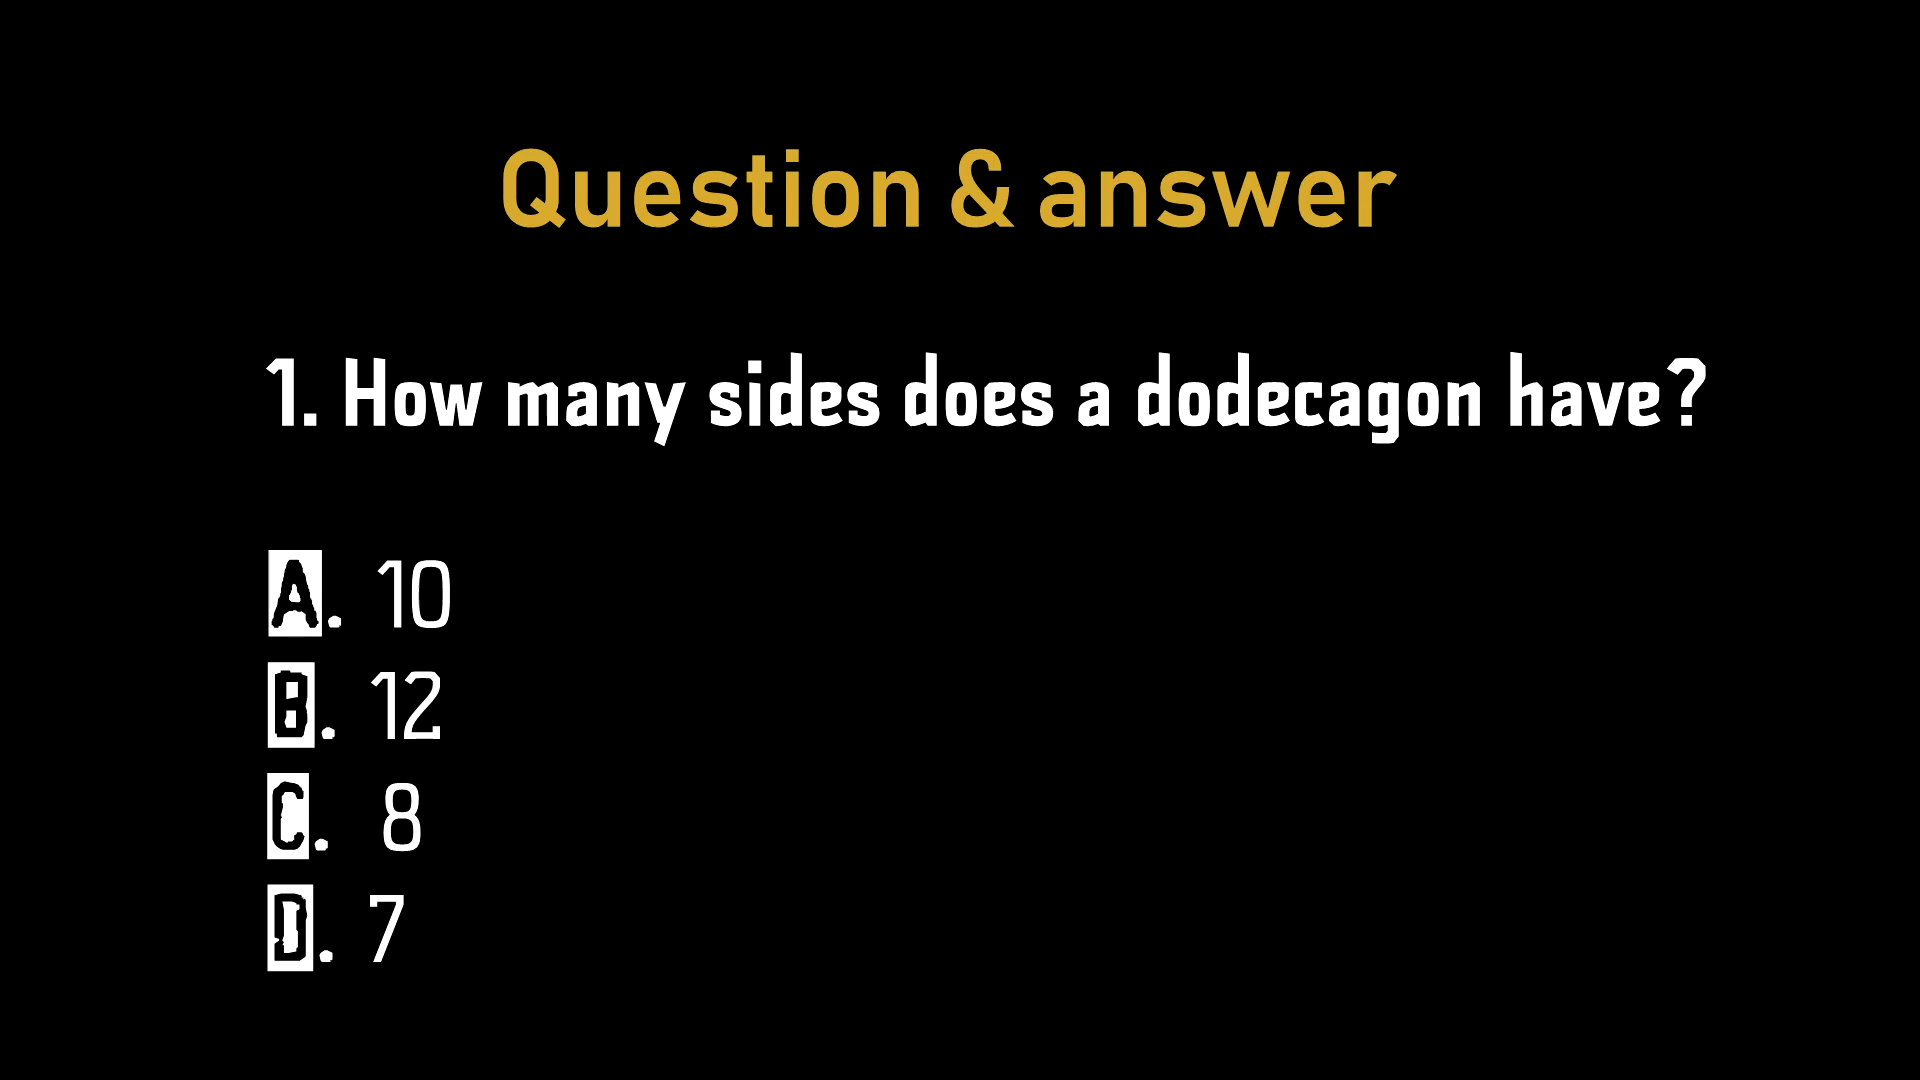 Question & answer
1. How many sides does a dodecagon have?
A. 10
B. 12
C. 8
D. 7